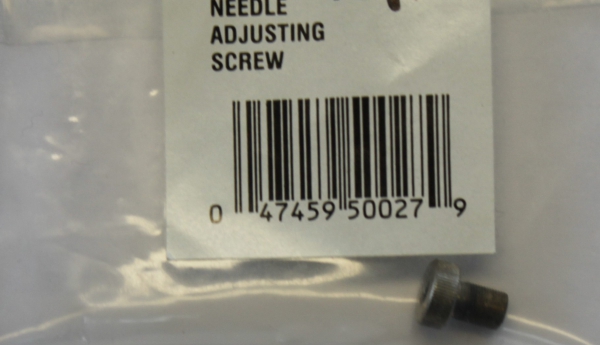 NEEDLE
ADJUSTING
SCREW
0 47459 50027 9